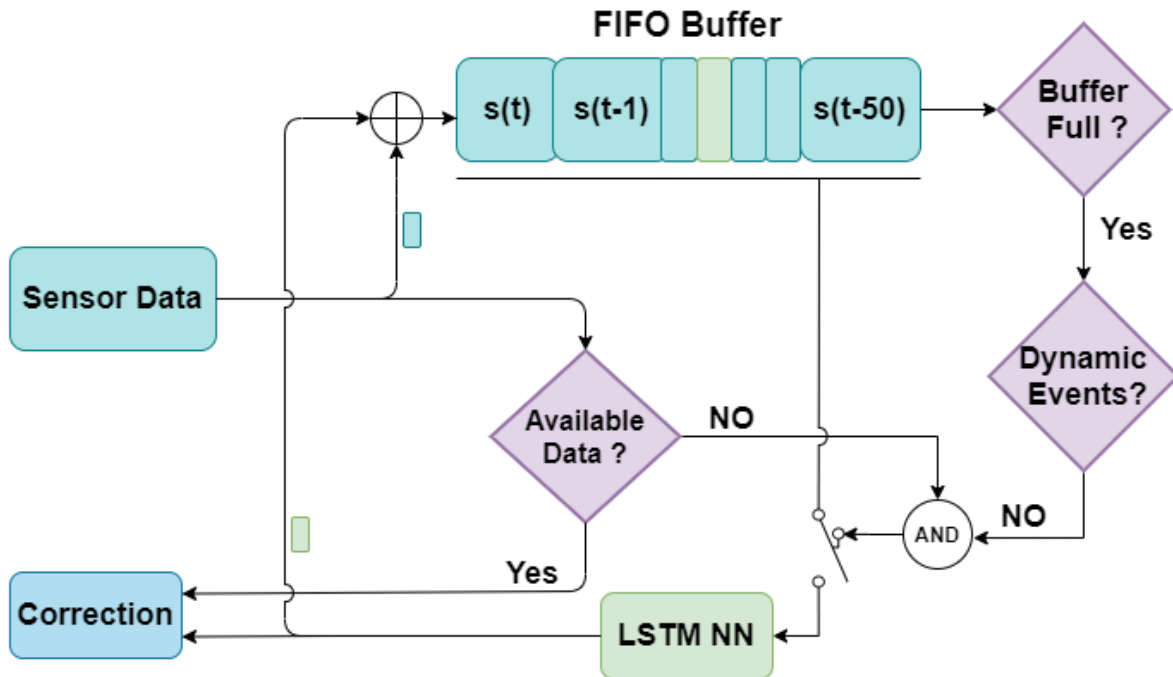 FIFO Buffer
s(t)
s(t-1)
s(t-50)
Buffer
Full ?
Yes
Sensor Data
Dynamic
Events?
Available
Data ?
NO
NO
AND
Yes
Correction
LSTM NN